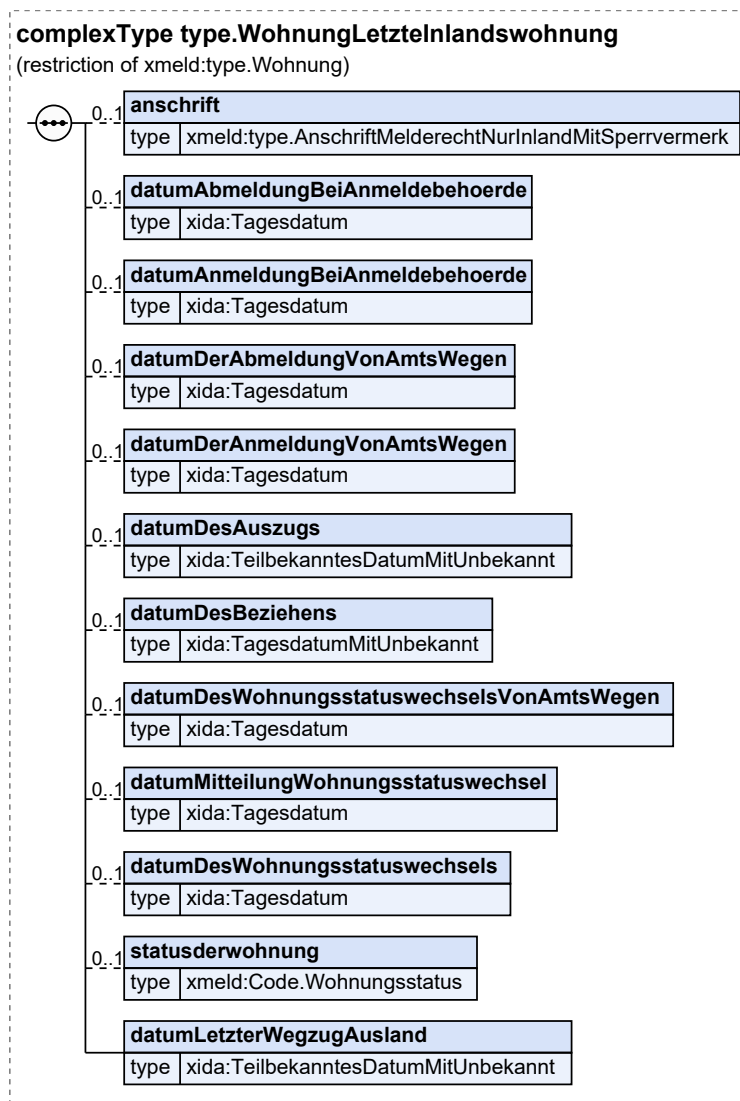 complexType type.WohnungLetzteInlandswohnung
(restriction of xmeld:type.Wohnung)
0..1 anschrift
type xmeld:type.AnschriftMelderechtNurInlandMitSperrvermerk
0..1 datumAbmeldungBeiAnmeldebehoerde
type xida:Tagesdatum
0..1 datumAnmeldungBeiAnmeldebehoerde
type xida:Tagesdatum
0..1 datumDerAbmeldungVonAmtsWegen
type xida:Tagesdatum
0..1 datumDerAnmeldungVonAmtsWegen
type xida:Tagesdatum
0..1 datumDesAuszugs
type xida:TeilbekanntesDatumMitUnbekannt
0..1 datumDesBeziehens
type xida:TagesdatumMitUnbekannt
0..1 datumDesWohnungsstatuswechselsVonAmtsWegen
type xida:Tagesdatum
0..1 datumMitteilungWohnungsstatuswechsel
type xida:Tagesdatum
0..1 datumDesWohnungsstatuswechsels
type xida:Tagesdatum
0..1 statusderwohnung
type xmeld:Code.Wohnungsstatus
datumLetzterWegzugAusland
type xida:TeilbekanntesDatumMitUnbekannt